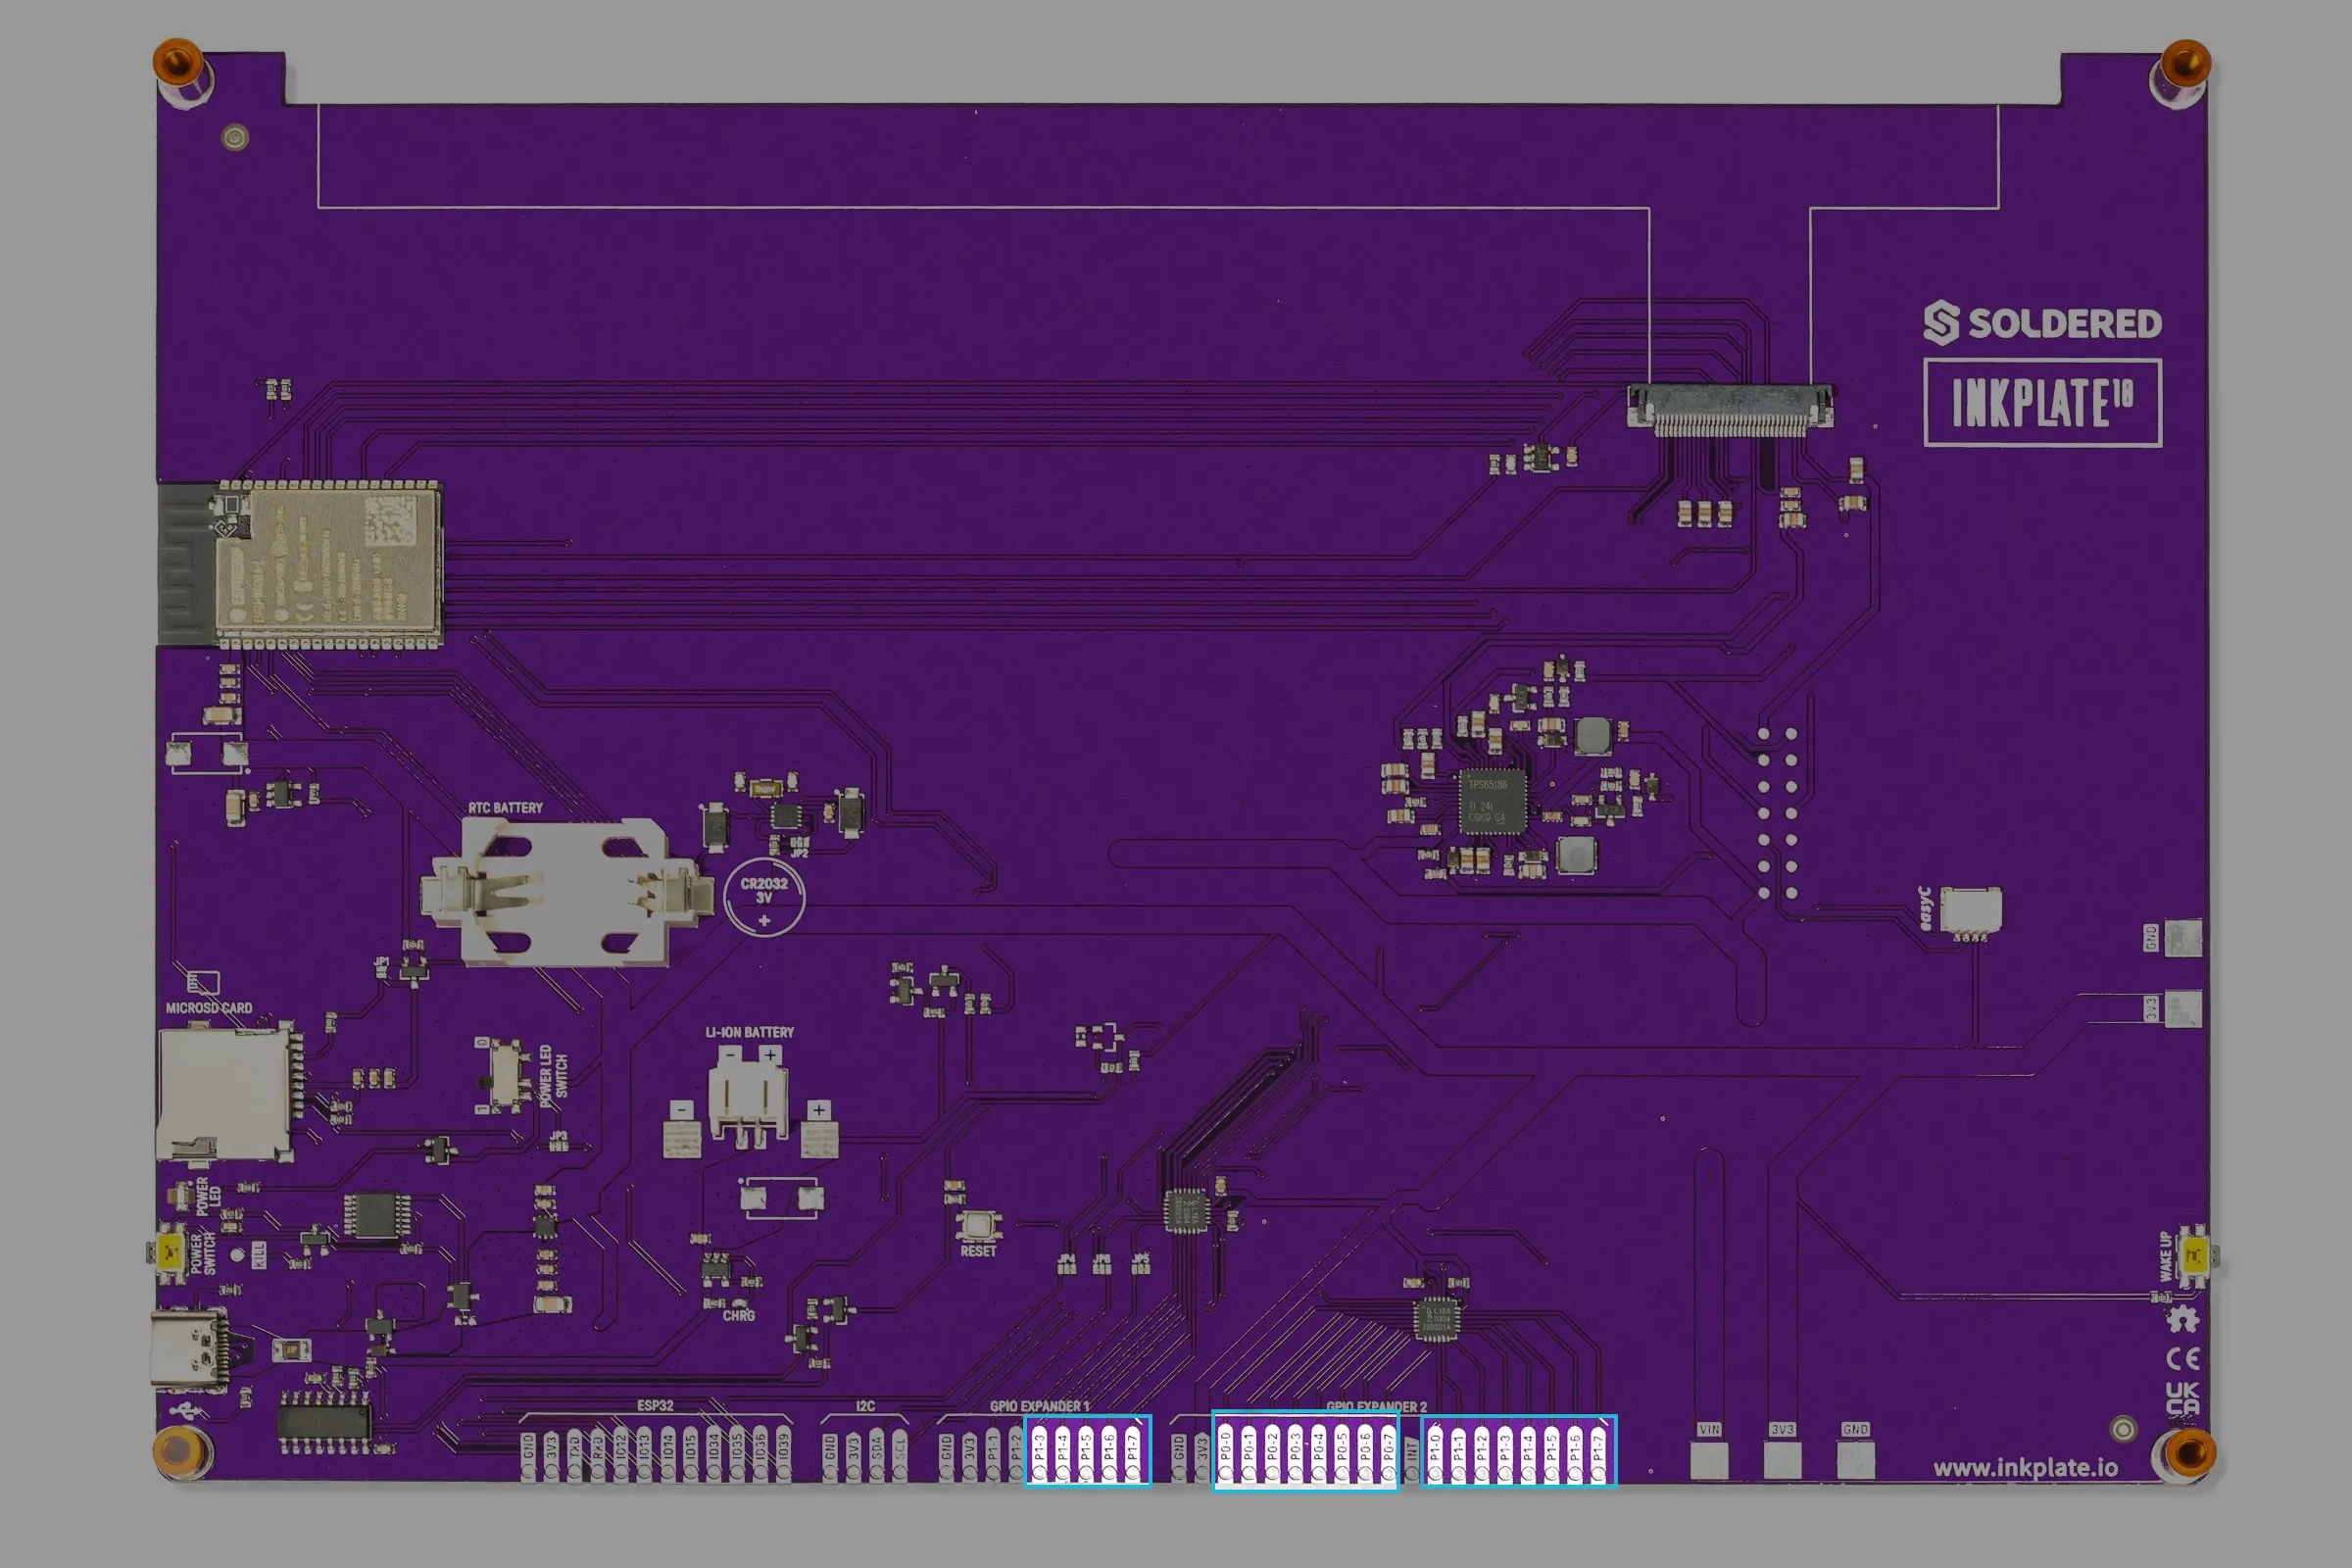 SOLDERED
INKPLATE10
RTC BATTERY
JP2
CR2032
3V
+
TPS65186
TI 24I
CGKQ G4
easyC
GND
3V3
JP1
MICROSD CARD
LI-ION BATTERY
- +
0
1
POWER LED
SWITCH
- +
JP3
POWER
LED
POWER
SWITCH
KILL
RESET
JP4 JP6 JP5
WAKE UP
CHRG
CE
UK
CA
ESP32
I2C
GPIO EXPANDER 1
GPIO EXPANDER 2
GND 3V3 TXD RXD IO12 IO13 IO14 IO15 IO34 IO35 IO36 IO39
GND 3V3 SDA SCL
GND 3V3 P1-1 P1-2 P1-3 P1-4 P1-5 P1-6 P1-7
GND 3V3 P0-0 P0-1 P0-2 P0-3 P0-4 P0-5 P0-6 P0-7 INT P1-0 P1-1 P1-2 P1-3 P1-4 P1-5 P1-6 P1-7
VIN 3V3 GND
www.inkplate.io